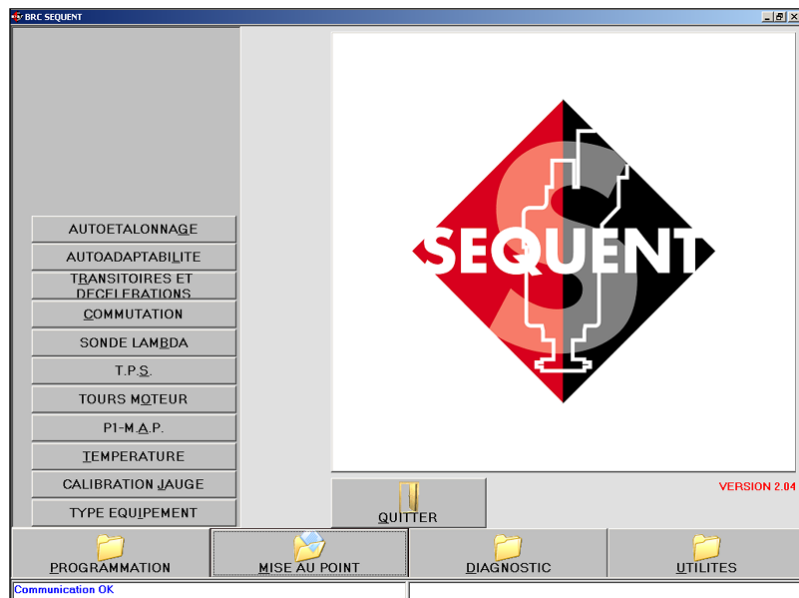 BRC SEQUENT
AUTOETALONNAGE
AUTOADAPTABILITE
TRANSITOIRES ET
DECELERATIONS
COMMUTATION
SONDE LAMBDA
T.P.S.
TOURS MOTEUR
P1-M.A.P.
TEMPERATURE
CALIBRATION JAUGE
TYPE EQUIPEMENT
S
SEQUENT
QUITTER
VERSION 2.04
PROGRAMMATION
MISE AU POINT
DIAGNOSTIC
UTILITES
Communication OK